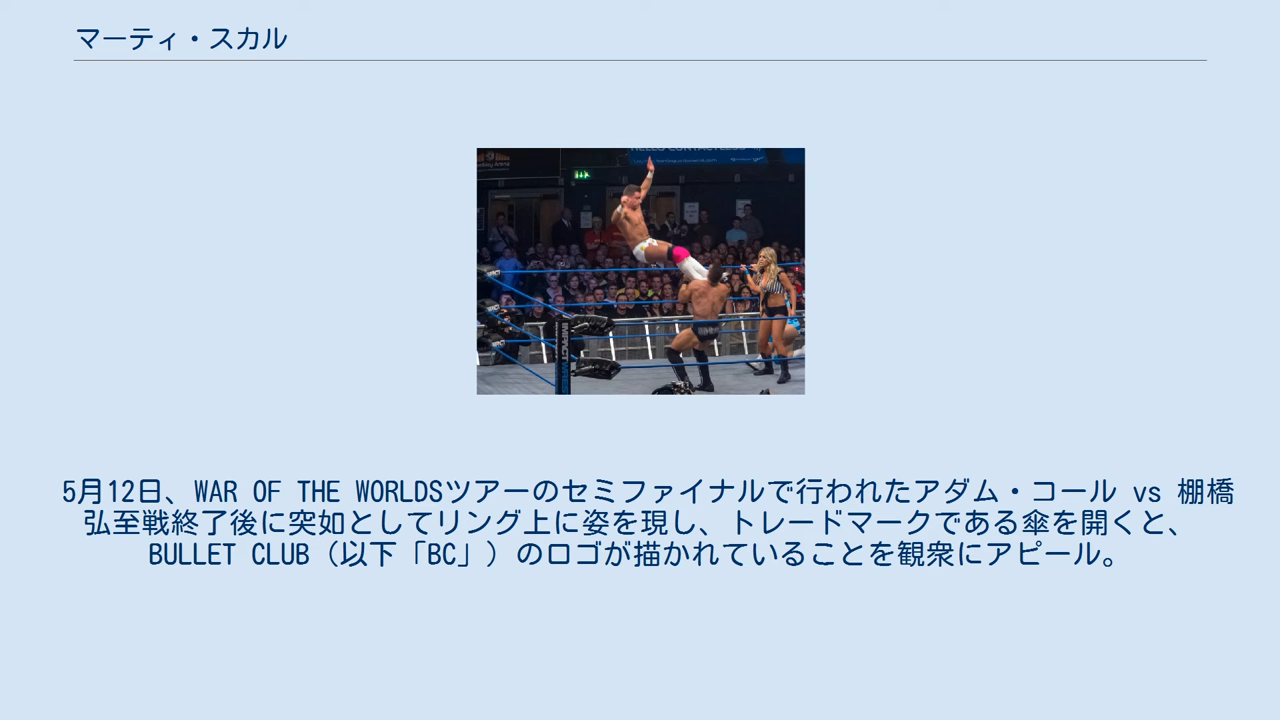 マーティ・スカル
HELLO CONTACTLESS
IMPACT WRES
5月12日、WAR OF THE WORLDSツアーのセミファイナルで行われたアダム・コール vs 棚橋
弘至戦終了後に突如としてリング上に姿を現し、トレードマークである傘を開くと、
BULLET CLUB（以下「BC」）のロゴが描かれていることを観衆にアピール。